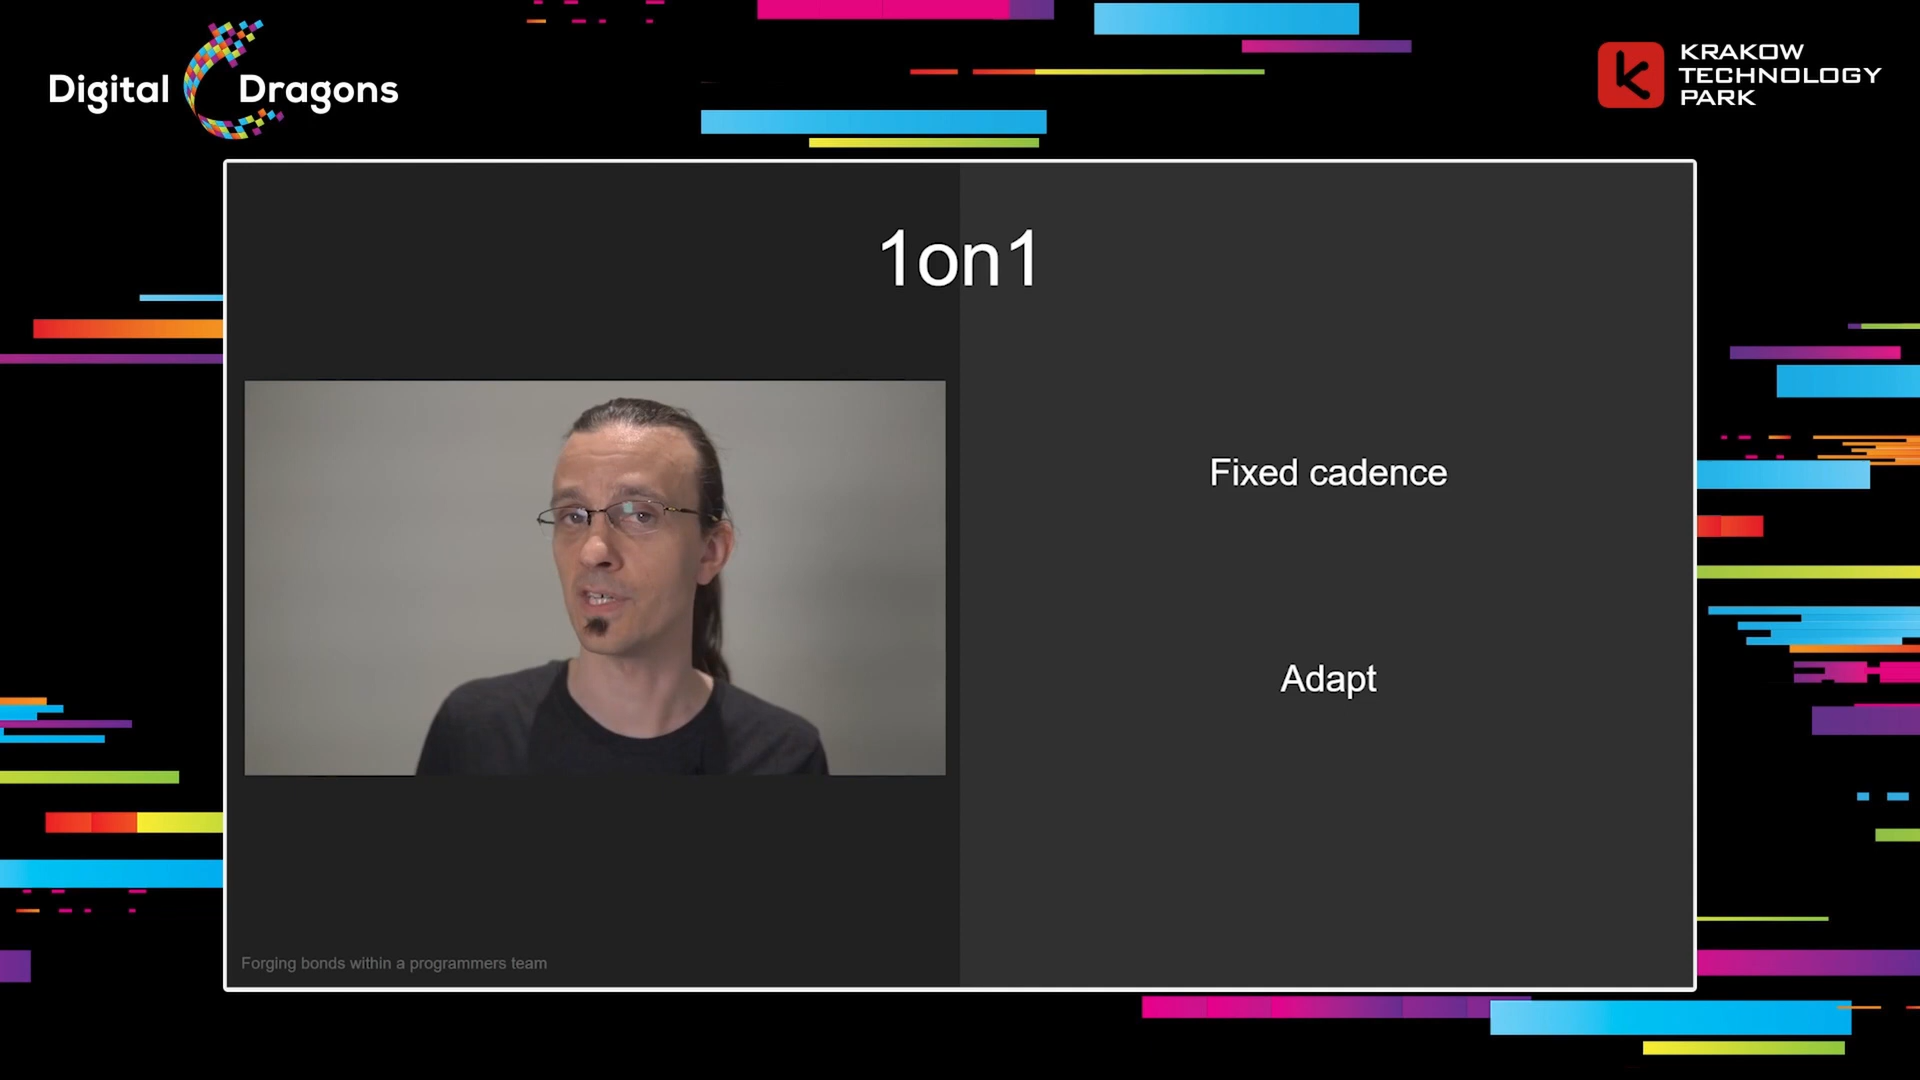 Digital Dragons
KRAKOW
TECHNOLOGY
PARK
1on1
Fixed cadence
Adapt
Forging bonds within a programmers team